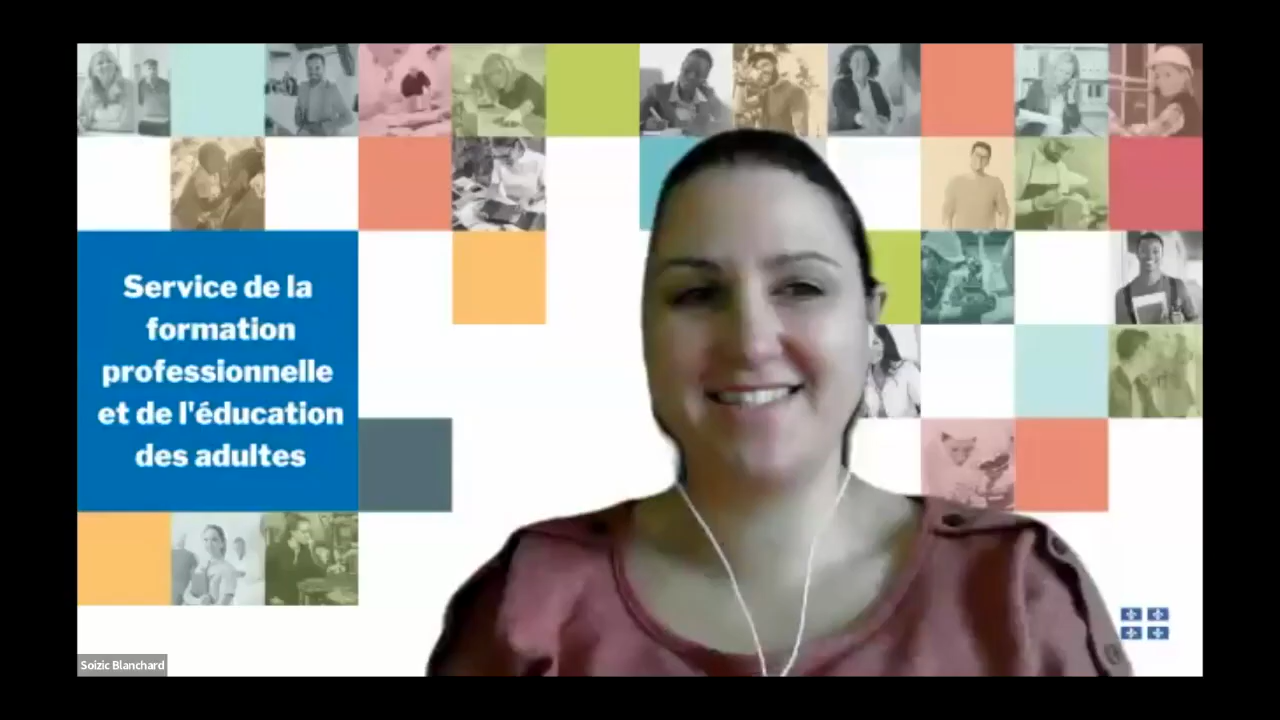 Service de la
formation
professionnelle
et de l'éducation
des adultes
Soizic Blanchard